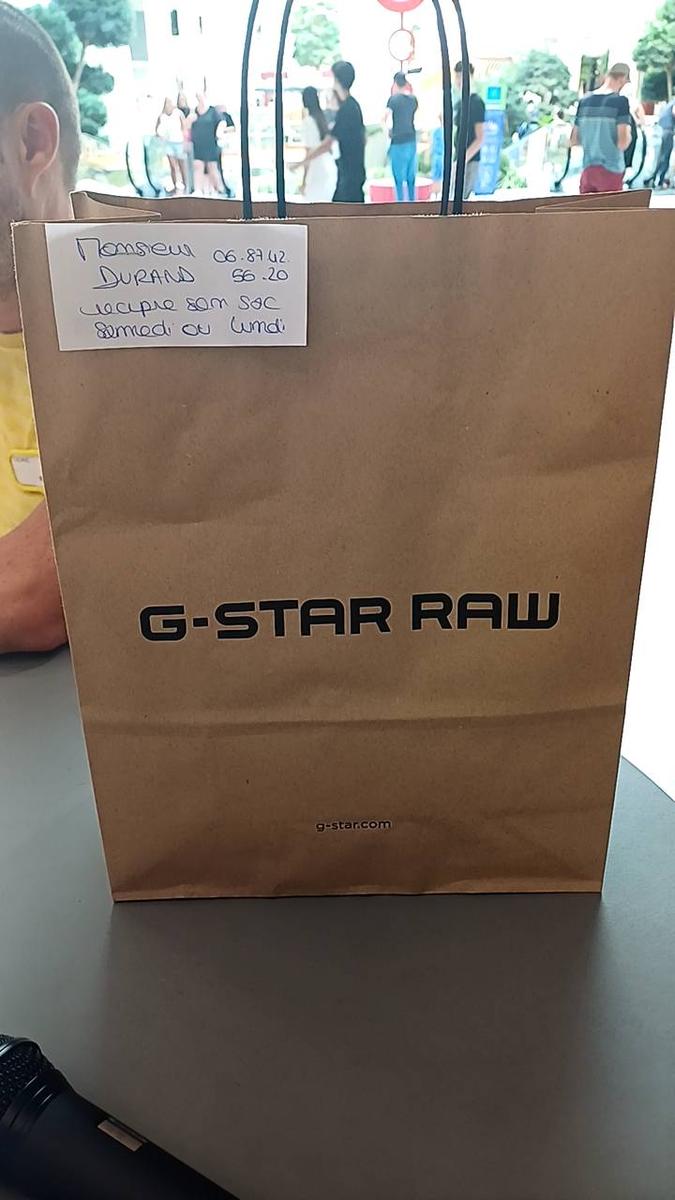 Monsieur 06.87.42.
DURAND 56.20
recupre son sac
samedi ou lundi
G-STAR RAW
g-star.com